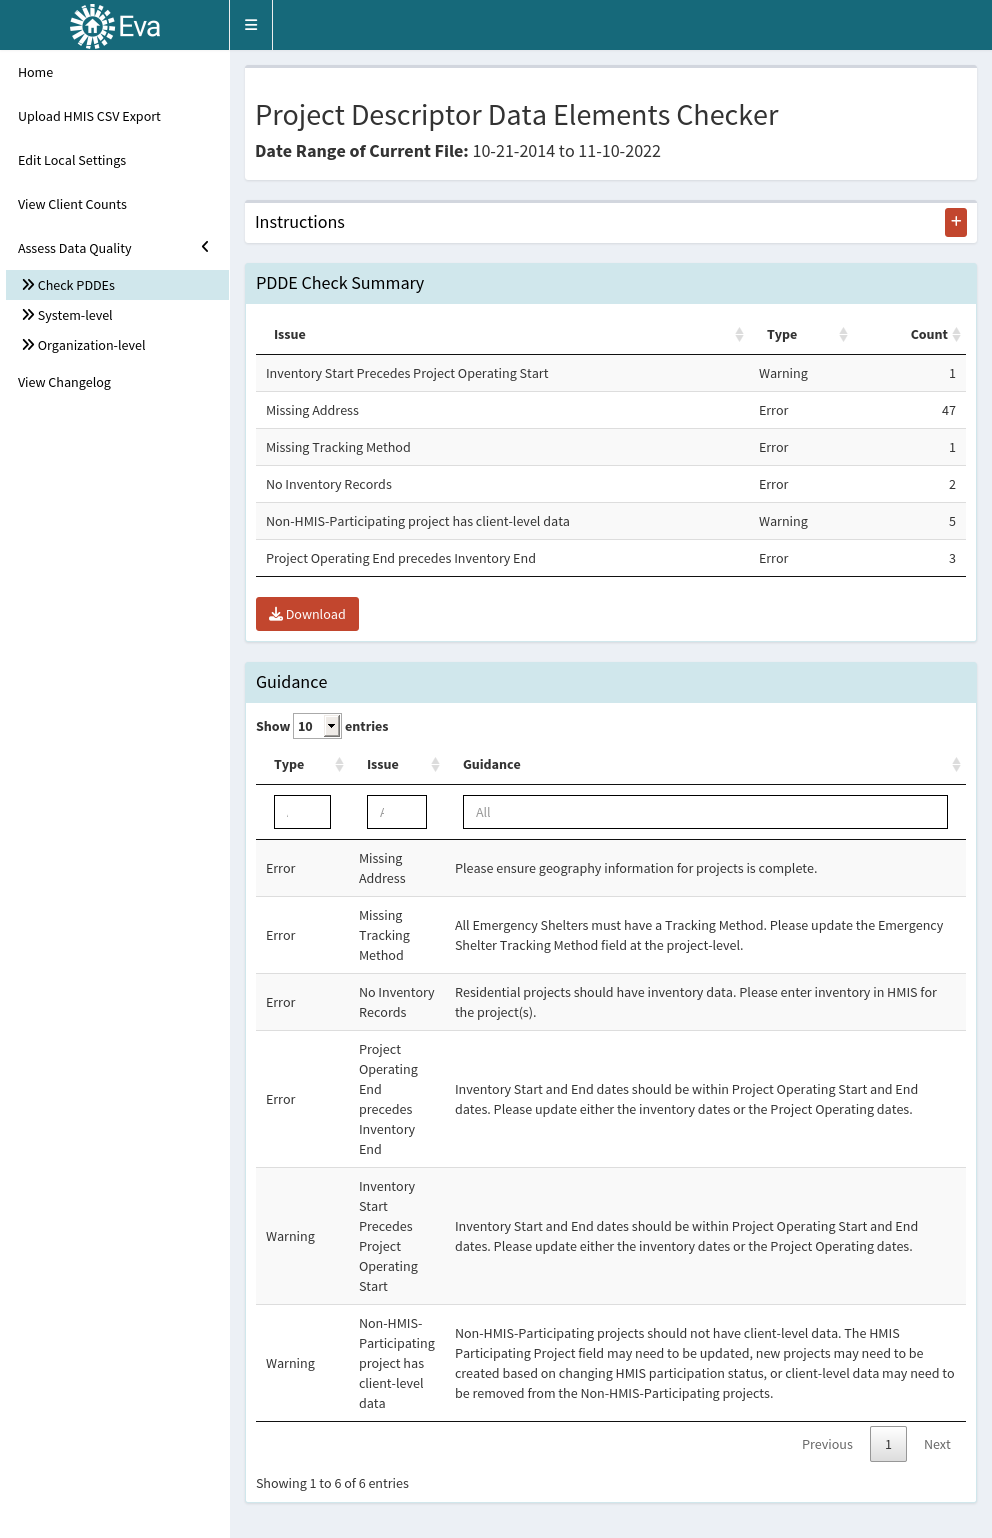 Eva
Home
Upload HMIS CSV Export
Edit Local Settings
View Client Counts
Assess Data Quality
Check PDDEs
System-level
Organization-level
View Changelog
Project Descriptor Data Elements Checker
Date Range of Current File: 10-21-2014 to 11-10-2022
Instructions
+
PDDE Check Summary
Issue Type Count
Inventory Start Precedes Project Operating Start Warning 1
Missing Address Error 47
Missing Tracking Method Error 1
No Inventory Records Error 2
Non-HMIS-Participating project has client-level data Warning 5
Project Operating End precedes Inventory End Error 3
Download
Guidance
Show 10 entries
Type Issue Guidance
All
Error
Missing
Address
Please ensure geography information for projects is complete.
Error
Missing
Tracking
Method
All Emergency Shelters must have a Tracking Method. Please update the Emergency
Shelter Tracking Method field at the project-level.
Error
No Inventory
Records
Residential projects should have inventory data. Please enter inventory in HMIS for
the project(s).
Error
Project
Operating
End
precedes
Inventory
End
Inventory Start and End dates should be within Project Operating Start and End
dates. Please update either the inventory dates or the Project Operating dates.
Warning
Inventory
Start
Precedes
Project
Operating
Start
Inventory Start and End dates should be within Project Operating Start and End
dates. Please update either the inventory dates or the Project Operating dates.
Warning
Non-HMIS-
Participating
project has
client-level
data
Non-HMIS-Participating projects should not have client-level data. The HMIS
Participating Project field may need to be updated, new projects may need to be
created based on changing HMIS participation status, or client-level data may need to
be removed from the Non-HMIS-Participating projects.
Previous 1 Next
Showing 1 to 6 of 6 entries